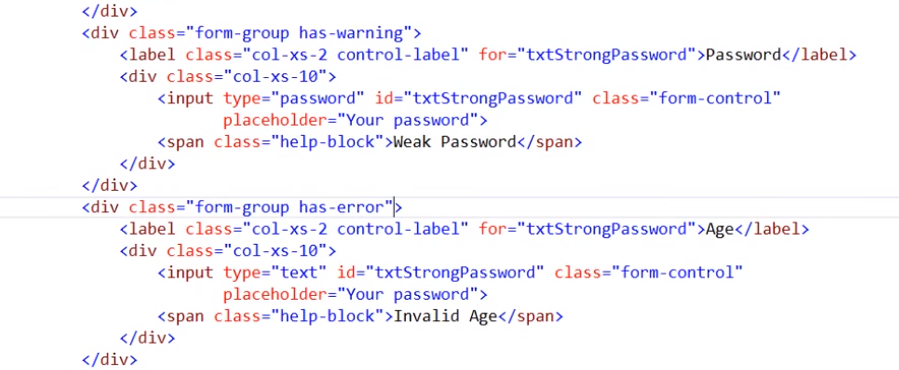 </div>
<div class="form-group has-warning">
<label class="col-xs-2 control-label" for="txtStrongPassword">Password</label>
<div class="col-xs-10">
<input type="password" id="txtStrongPassword" class="form-control"
placeholder="Your password">
<span class="help-block">Weak Password</span>
</div>
</div>
<div class="form-group has-error">
<label class="col-xs-2 control-label" for="txtStrongPassword">Age</label>
<div class="col-xs-10">
<input type="text" id="txtStrongPassword" class="form-control"
placeholder="Your password">
<span class="help-block">Invalid Age</span>
</div>
</div>